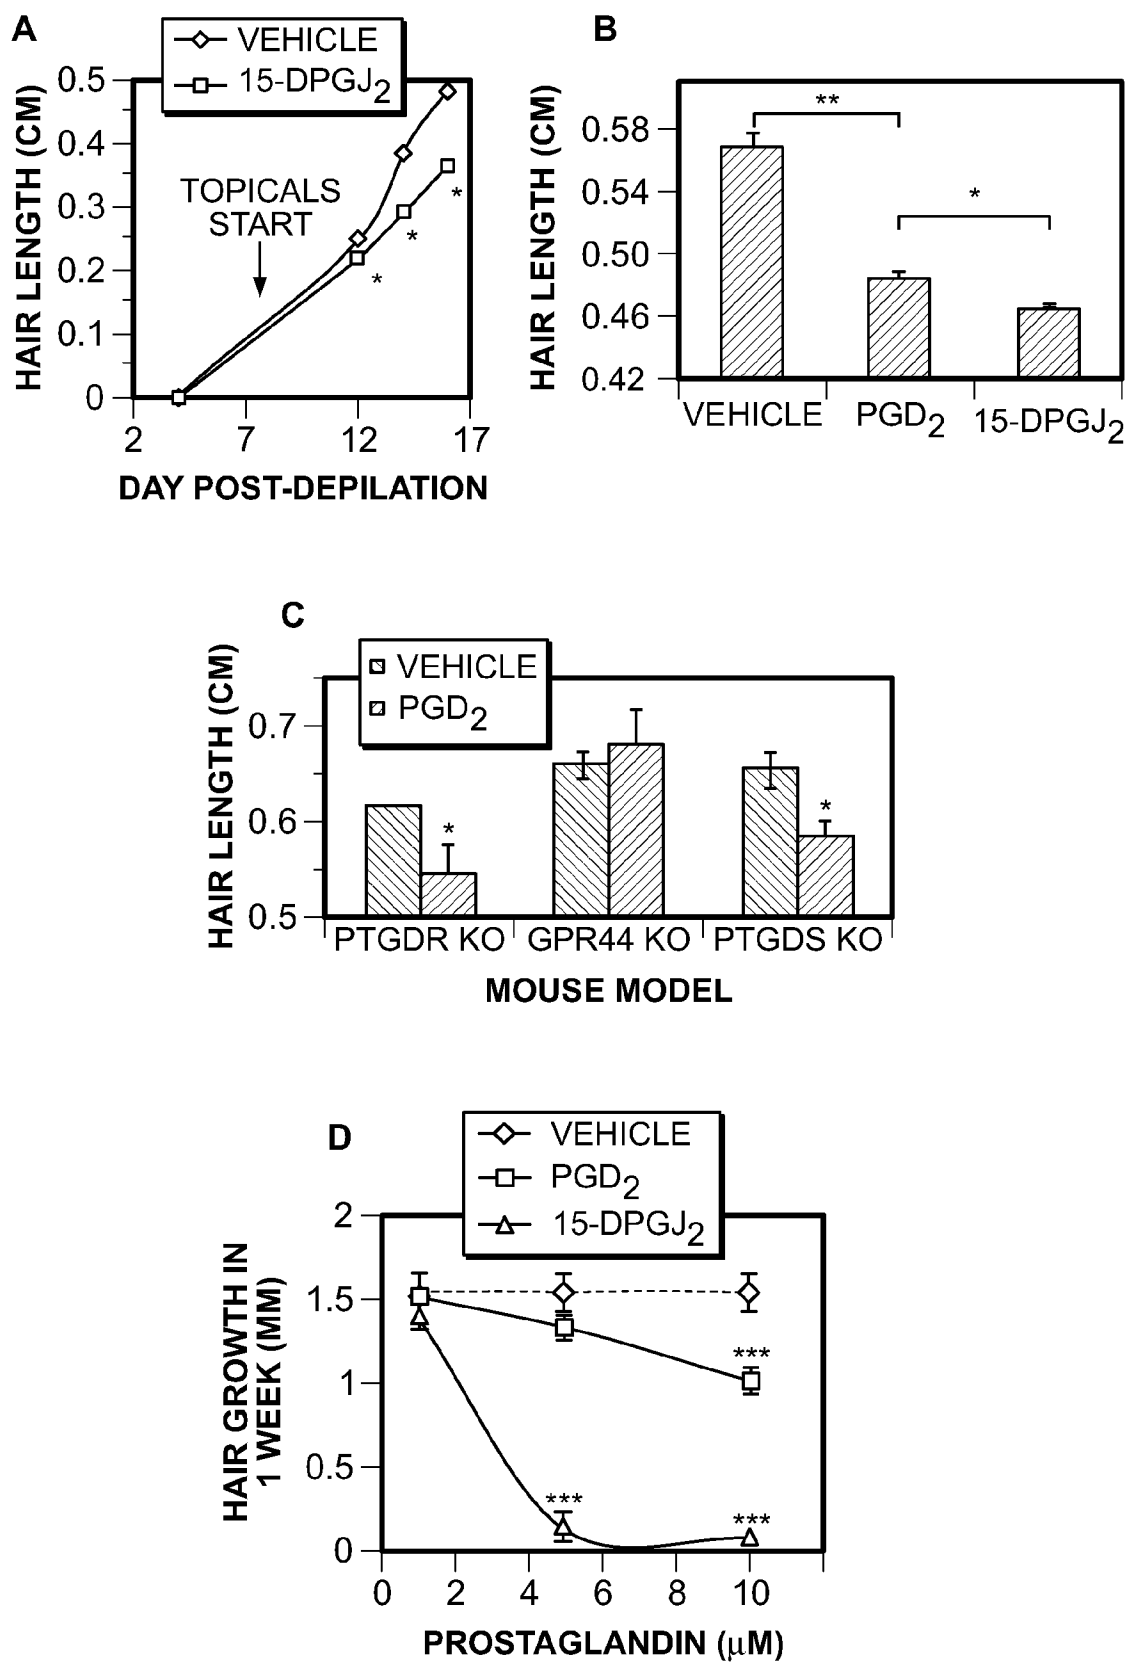 A
VEHICLE
15-DPGJ2
HAIR LENGTH (CM)
0.5
0.4
0.3
0.2
0.1
0
TOPICALS
START
*
*
*
2 7 12 17
DAY POST-DEPILATION
B
HAIR LENGTH (CM)
0.58
0.54
0.50
0.46
0.42
**
*
VEHICLE PGD2 15-DPGJ2
C
VEHICLE
PGD2
HAIR LENGTH (CM)
0.7
0.6
0.5
*
*
PTGDR KO GPR44 KO PTGDS KO
MOUSE MODEL
D
VEHICLE
PGD2
15-DPGJ2
HAIR GROWTH IN
1 WEEK (MM)
2
1.5
1
0.5
0
***
***
***
0 2 4 6 8 10
PROSTAGLANDIN (μM)